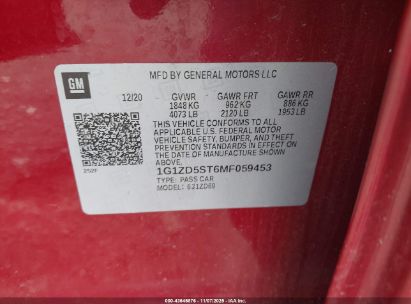 MFD BY GENERAL MOTORS LLC
GM
12/20 GVWR GAWR FRT GAWR RR
1848 KG 962 KG 886 KG
4073 LB 2120 LB 1953 LB
THIS VEHICLE CONFORMS TO ALL
APPLICABLE U.S. FEDERAL MOTOR
VEHICLE SAFETY, BUMPER, AND THEFT
PREVENTION STANDARDS IN EFFECT ON
THE DATE OF MANUFACTURE SHOWN
ABOVE.
1G1ZD5ST6MF059453
TYPE: PASS CAR
MODEL: